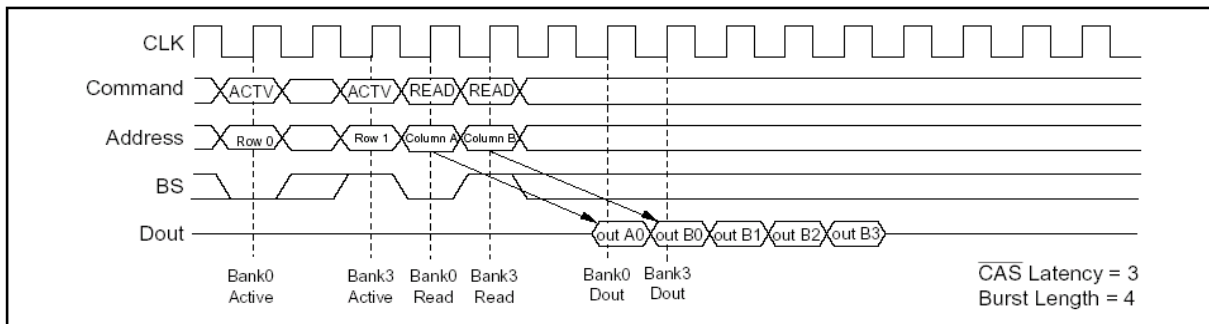 CLK
Command
ACTV
ACTV
READ
READ
Address
Row 0
Row 1
Column A
Column B
BS
Dout
out A0
out B0
out B1
out B2
out B3
Bank0
Active
Bank3
Active
Bank0
Read
Bank3
Read
Bank0
Dout
Bank3
Dout
CAS Latency = 3
Burst Length = 4